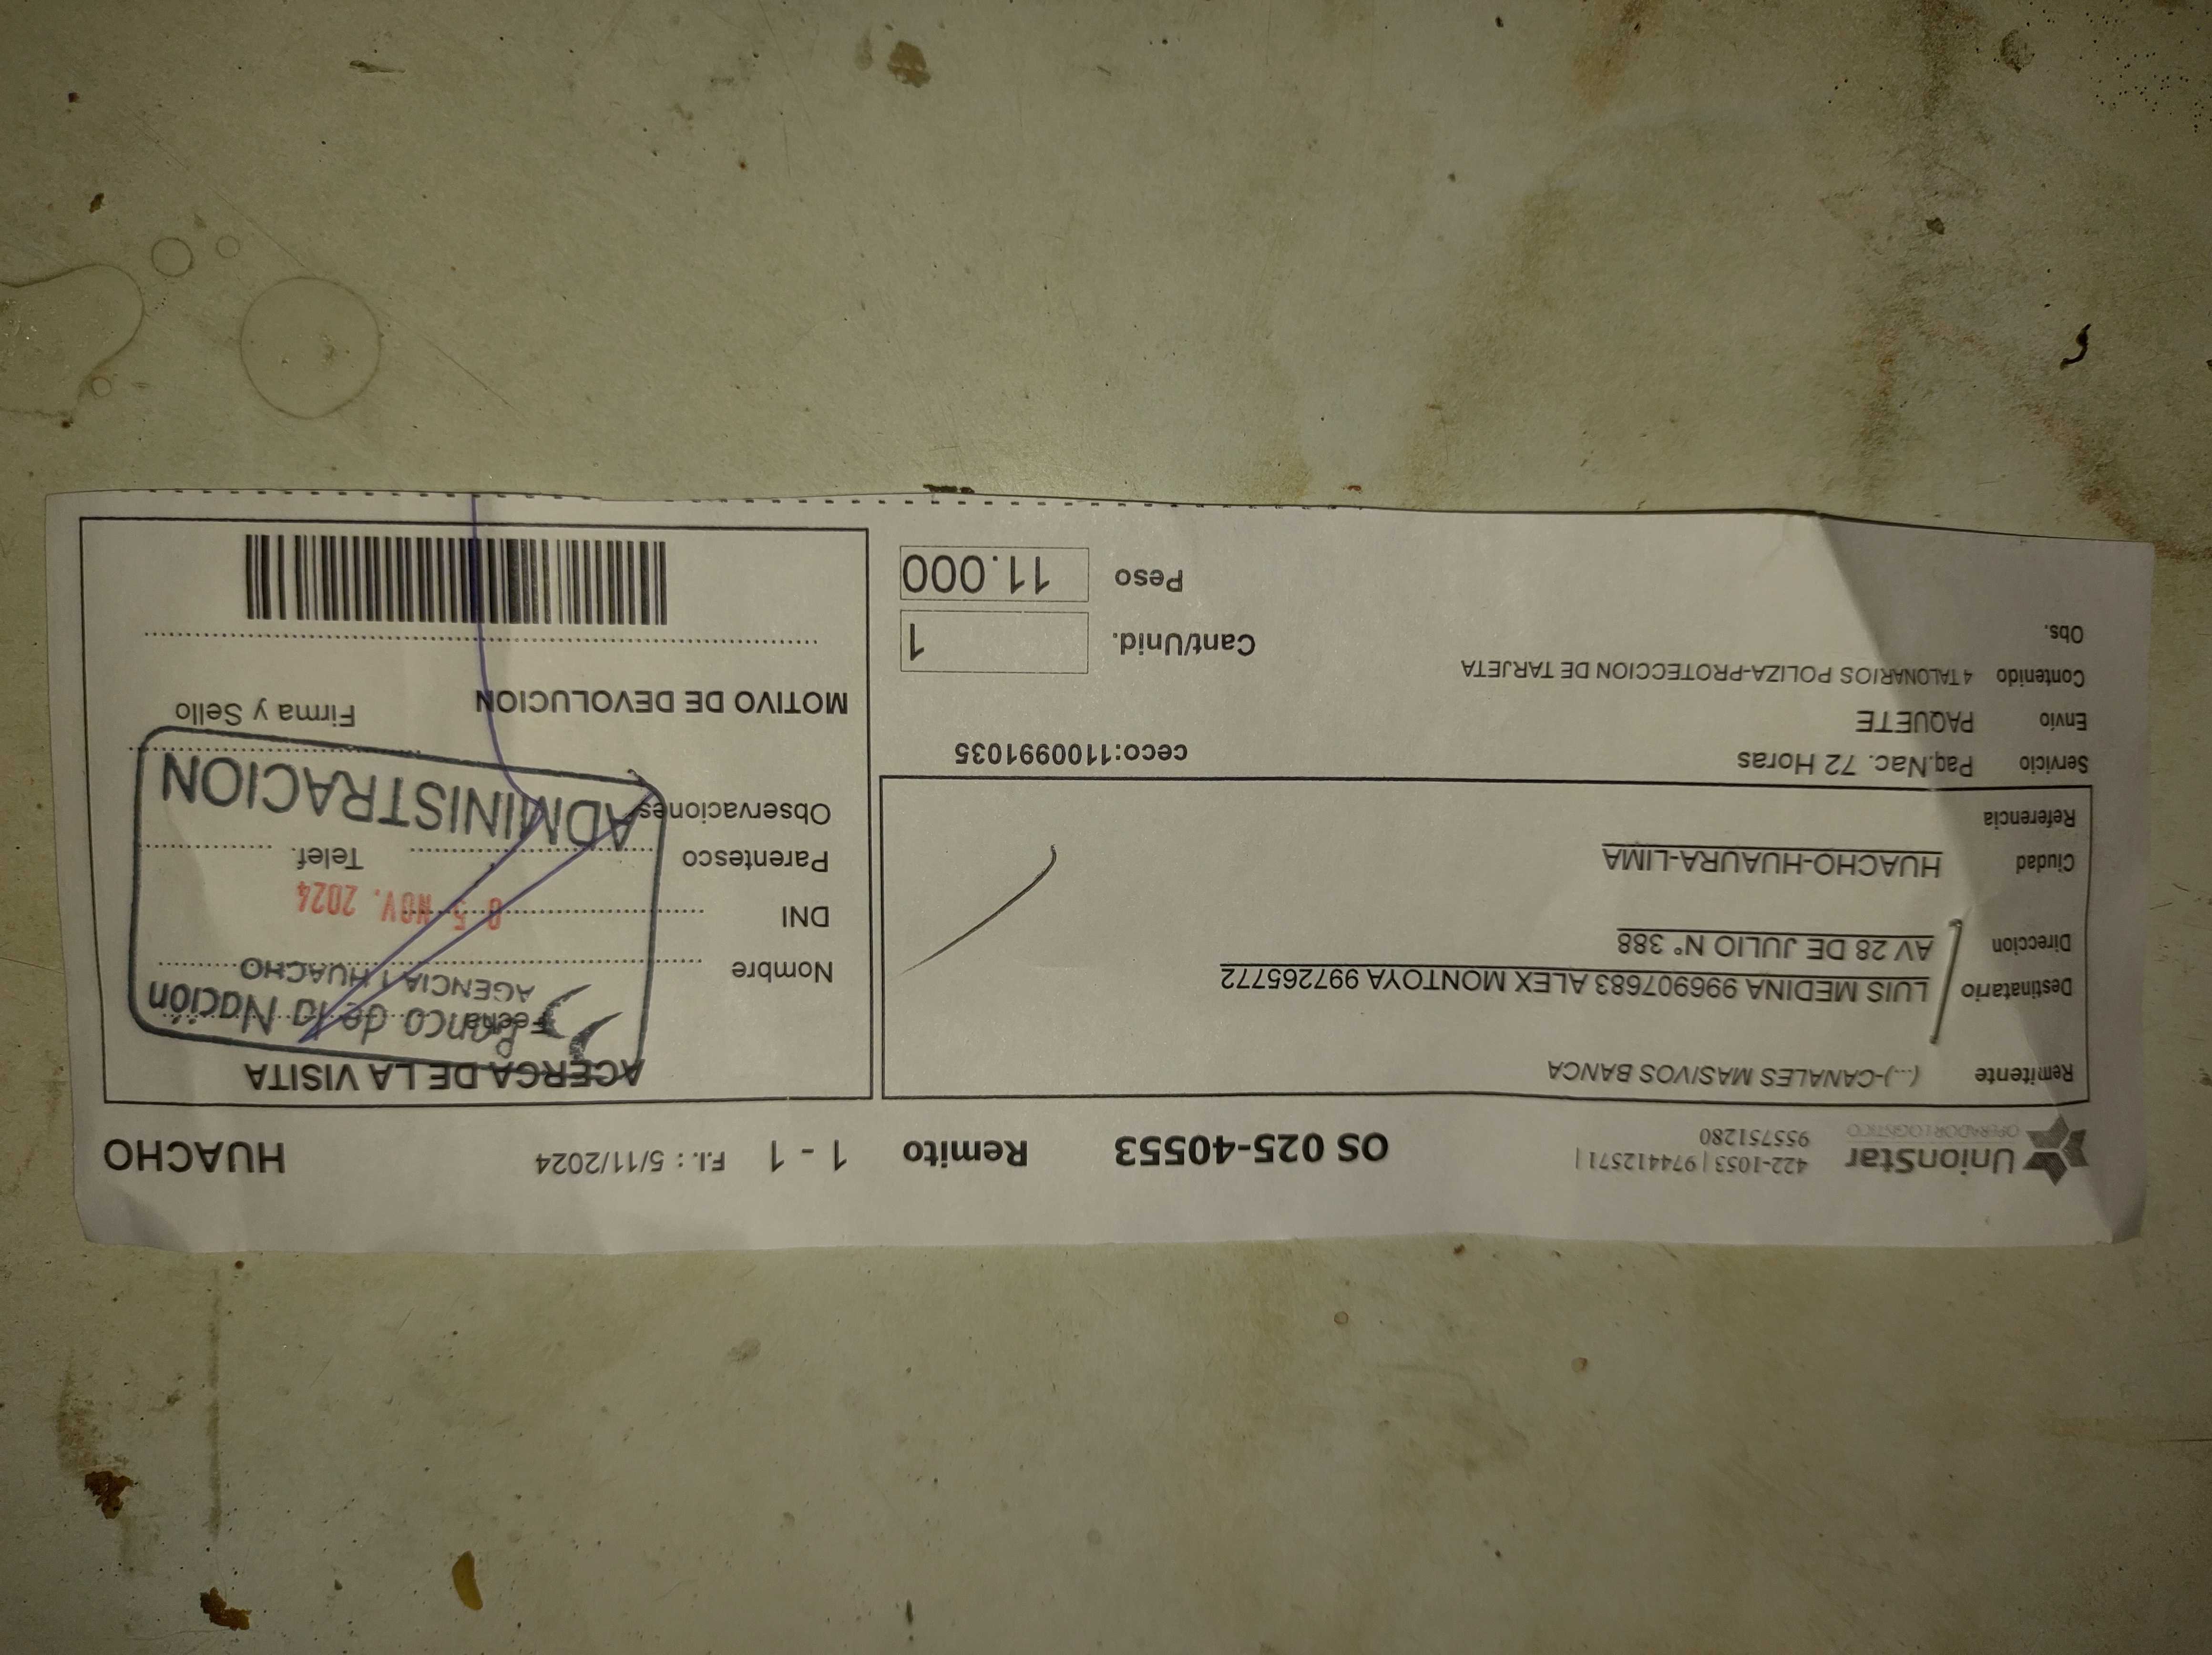 UnionStar
OPERADOR LOGISTICO
422-1053 | 974412571 |
955751280
OS 025-40553
Remito 1 - 1
F.I. : 5/11/2024
HUACHO
Remitente (...)-CANALES MASIVOS BANCA
Destinatario LUIS MEDINA 996907683 ALEX MONTOYA 997265772
Direccion AV 28 DE JULIO N° 388
Ciudad HUACHO-HUAURA-LIMA
Referencia
Servicio Paq.Nac. 72 Horas
ceco:1100991035
Envío PAQUETE
Contenido 4 TALONARIOS POLIZA-PROTECCION DE TARJETA
Obs.
Cant/Unid. 1
Peso 11.000
ACERCA DE LA VISITA
Fecha
Nombre
DNI
Parentesco
Telef.
Observaciones
MOTIVO DE DEVOLUCION
Firma y Sello
Banco de la Nación
AGENCIA 1 HUACHO
0 5 NOV. 2024
ADMINISTRACION